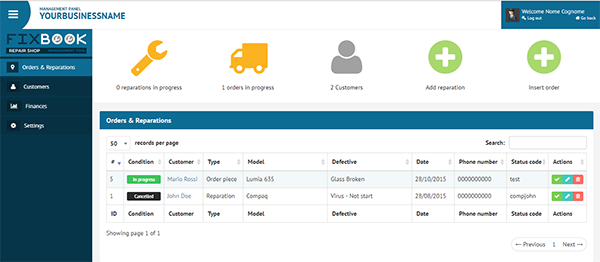 MANAGEMENT PANEL
YOURBUSINESSNAME
Welcome Nome Cognome
Log out
Go back
FIXBOOK
REPAIR SHOP
Orders & Reparations
Customers
Finances
Settings
0 reparations in progress
1 orders in progress
2 Customers
Add reparation
Insert order
Orders & Reparations
50 records per page
Search:
# Condition Customer Type Model Defective Date Phone number Status code Actions
5 In progress Mario Rossi Order piece Lumia 635 Glass Broken 28/10/2015 0000000000 test
1 Cancelled John Doe Reparation Compaq Virus - Not start 28/08/2015 0000000000 compjohn
ID Condition Customer Type Model Defective Date Phone number Status code Actions
Showing page 1 of 1
← Previous 1 Next →